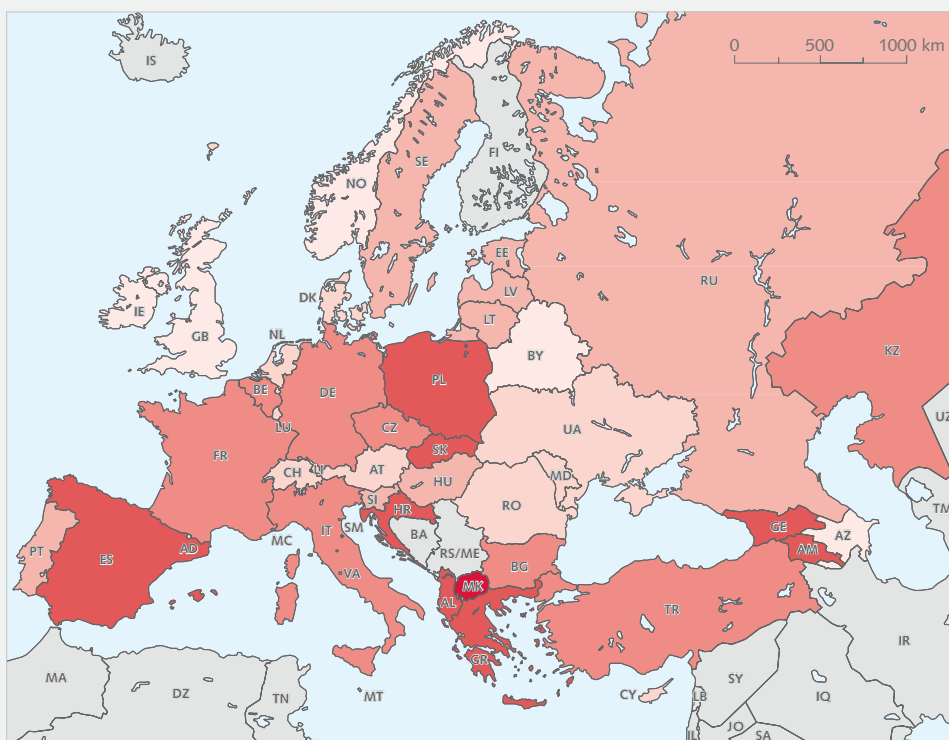 0 500 1000 km
IS
FI
SE
NO
EE
RU
LV
DK
IE
LT
NL
GB
BY
KZ
PL
BE
DE
UZ
LU
CZ
UA
SK
FR
CH
LI
AT
MD
HU
TM
SI
RO
HR
GE
SM
IT
BA
AZ
MC
PT
AD
RS/ME
AM
ES
BG
VA
MK
AL
TR
IR
GR
MA
SY
DZ
MT
CY
LB
IQ
TN
JO
IL
SA